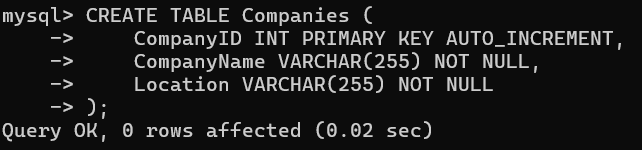 mysql> CREATE TABLE Companies (
    ->     CompanyID INT PRIMARY KEY AUTO_INCREMENT,
    ->     CompanyName VARCHAR(255) NOT NULL,
    ->     Location VARCHAR(255) NOT NULL
    -> );
Query OK, 0 rows affected (0.02 sec)